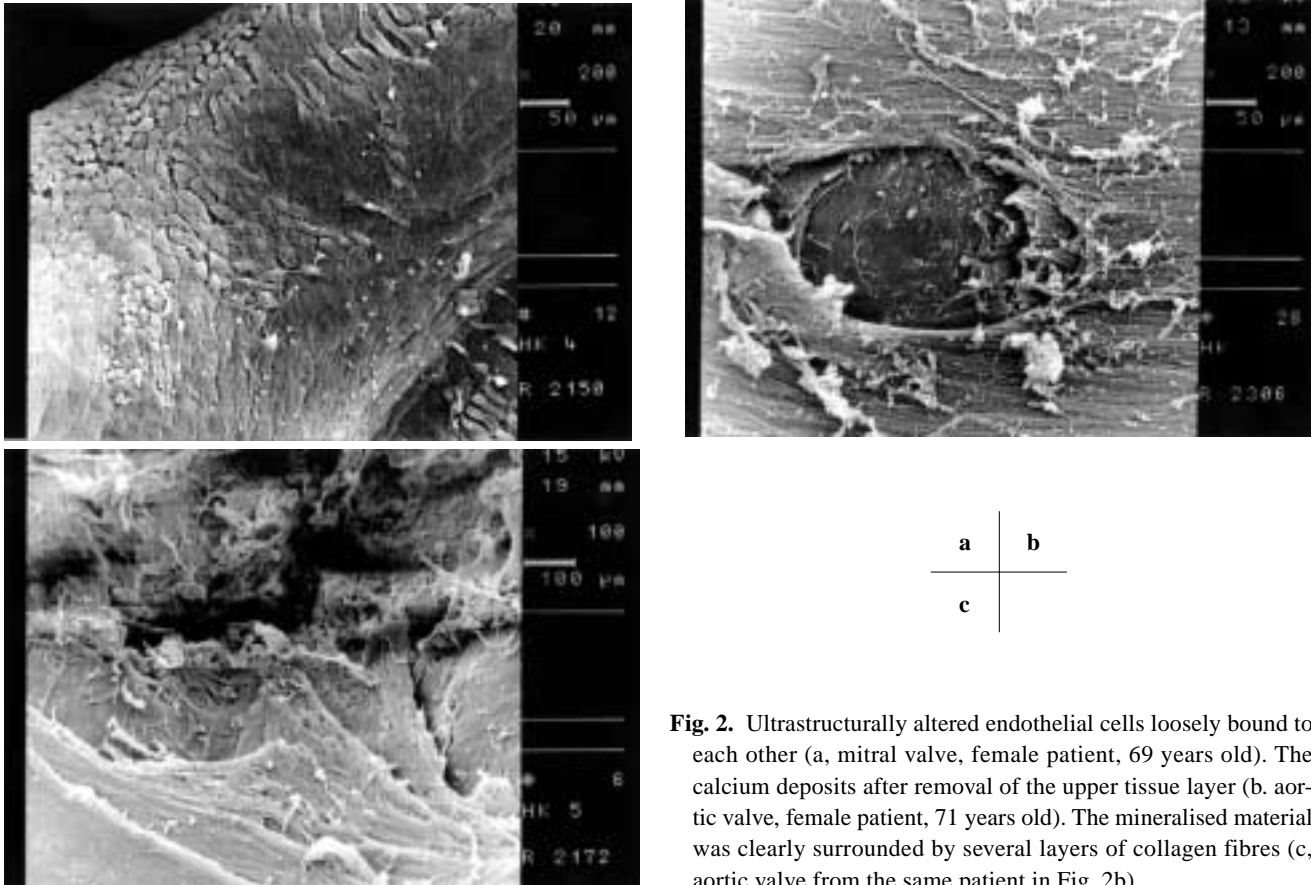 20 mm
200
50 µm
# 12
HK 4
R 2150
13 mm
200
50 µm
28
HK
R 2306
15 kV
19 mm
100
100 µm
6
HK 5
R 2172
a b
c
Fig. 2. Ultrastructurally altered endothelial cells loosely bound to
each other (a, mitral valve, female patient, 69 years old). The
calcium deposits after removal of the upper tissue layer (b. aor-
tic valve, female patient, 71 years old). The mineralised material
was clearly surrounded by several layers of collagen fibres (c,
aortic valve from the same patient in Fig. 2b)